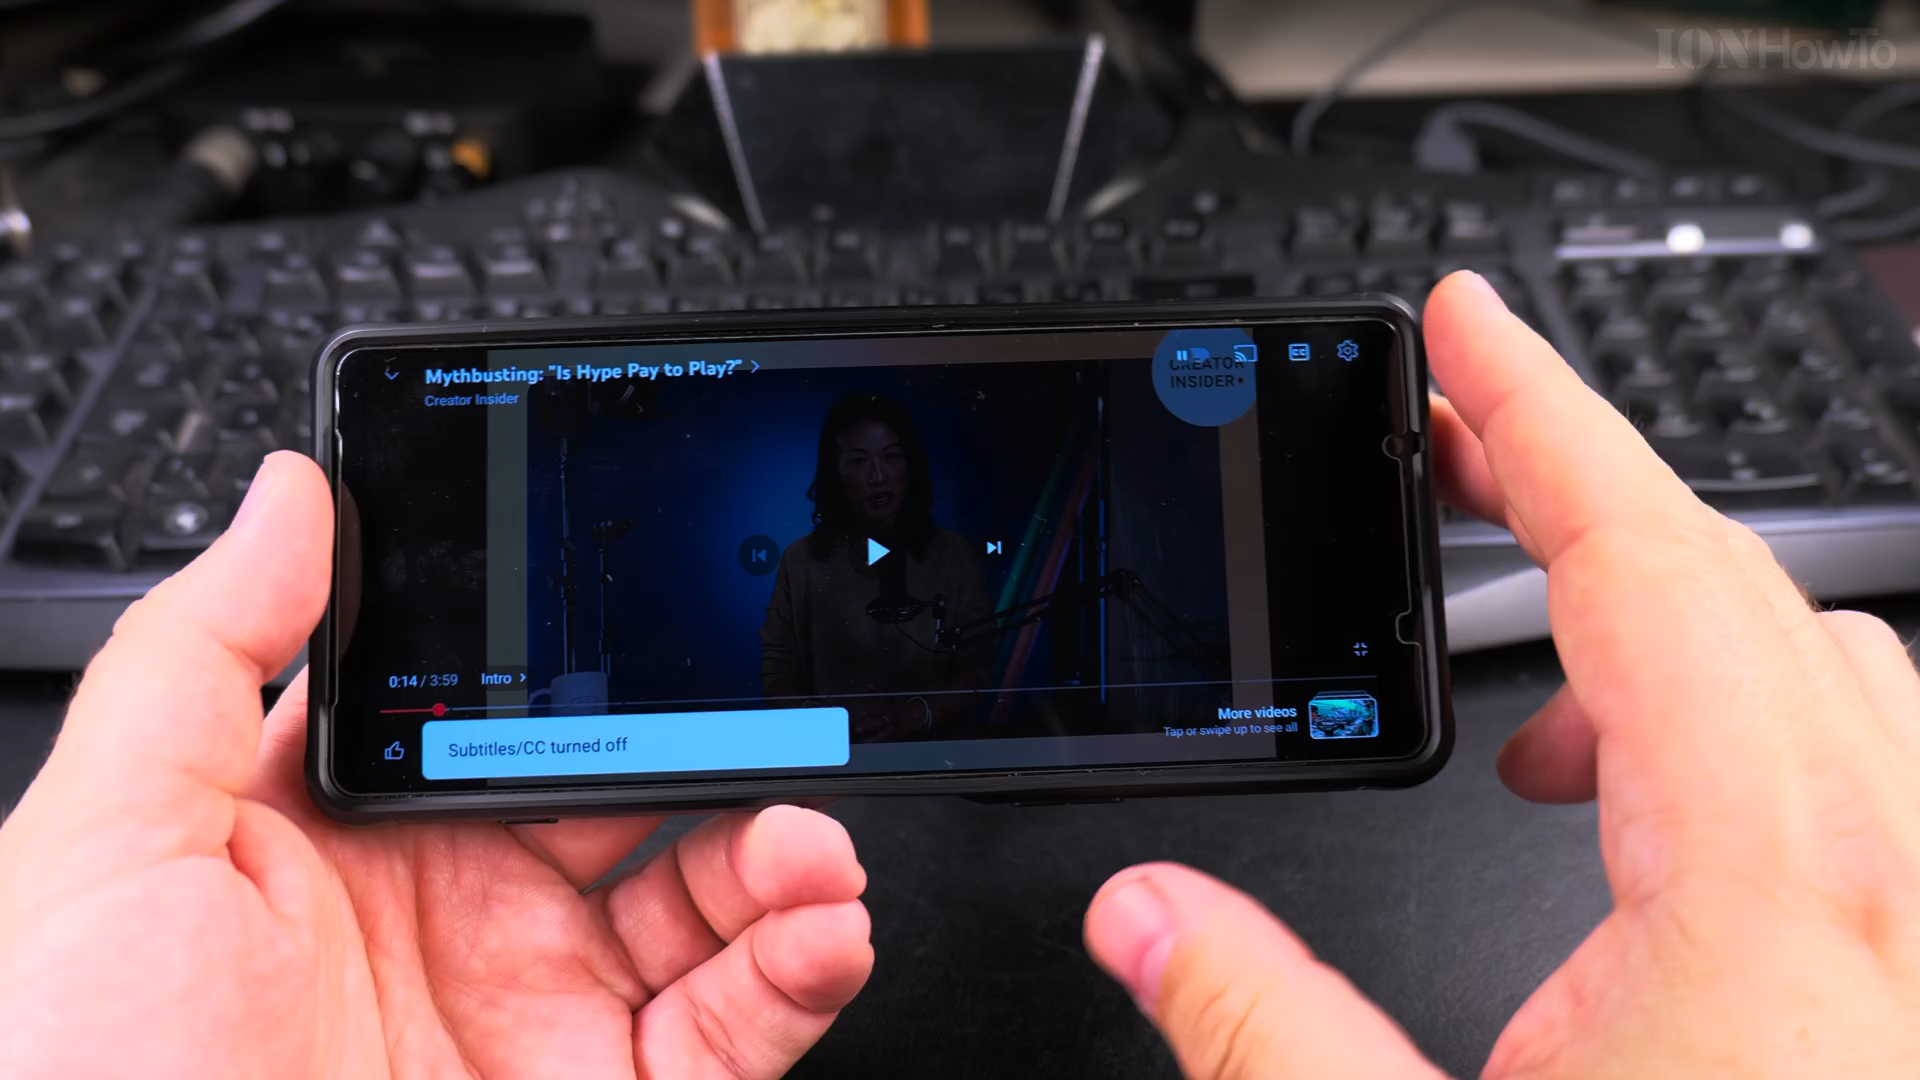 IONHowTo
Mythbusting: "Is Hype Pay to Play?"
Creator Insider
CREATOR
INSIDER
CC
0:14 / 3:59 Intro
More videos
Tap or swipe up to see all
Subtitles/CC turned off